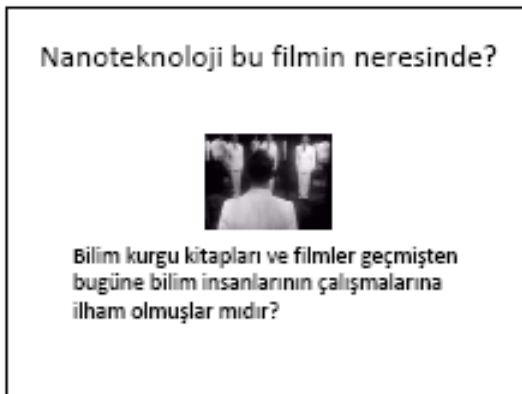 Nanoteknoloji bu filmin neresinde?
Bilim kurgu kitapları ve filmler geçmişten
bugüne bilim insanlarının çalışmalarına
ilham olmuşlar mıdır?